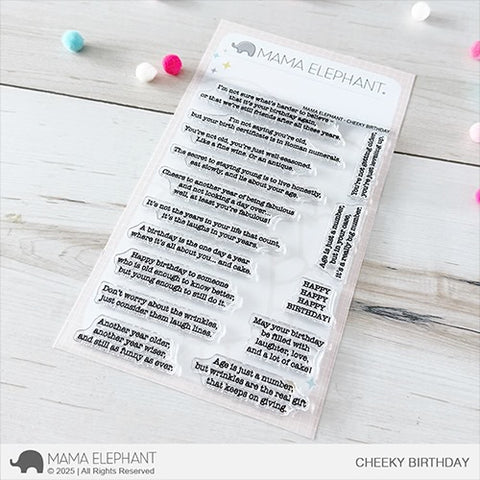 MAMA ELEPHANT.
MAMA ELEPHANT - CHEEKY BIRTHDAY
I'm not sure what's harder to believe -
that it's your birthday again,
or that we're still friends after all these years.
I'm not saying you're old,
but your birth certificate is in Roman numerals.
You're not old, you're just well-seasoned.
Like a fine wine. Or an antique.
The secret to staying young is to live honestly,
eat slowly, and lie about your age.
Cheers to another year of being fabulous
and not looking a day over...
well, at least you're fabulous!
It's not the years in your life that count,
it's the laughs in your years.
A birthday is the one day a year
where it's all about you... and cake.
Happy birthday to someone
who is old enough to know better,
but young enough to still do it.
Don't worry about the wrinkles,
just consider them laugh lines.
Another year older,
another year wiser,
and still as funny as ever.
You're not getting older,
you're just leveling up.
Age is just a number,
but in your case,
it's a really big number.
HAPPY
HAPPY
HAPPY
BIRTHDAY!
May your birthday
be filled with
laughter, love,
and a lot of cake!
Age is just a number,
but wrinkles are the real gift
that keeps on giving.
MAMA ELEPHANT
© 2025 | All Rights Reserved
CHEEKY BIRTHDAY